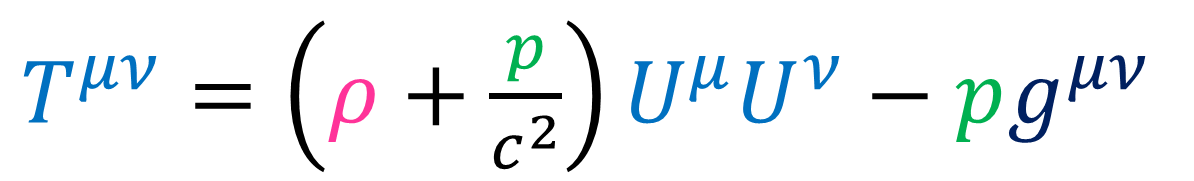 T^{μν} = (ρ + p/c²) U^μ U^ν − p g^{μν}